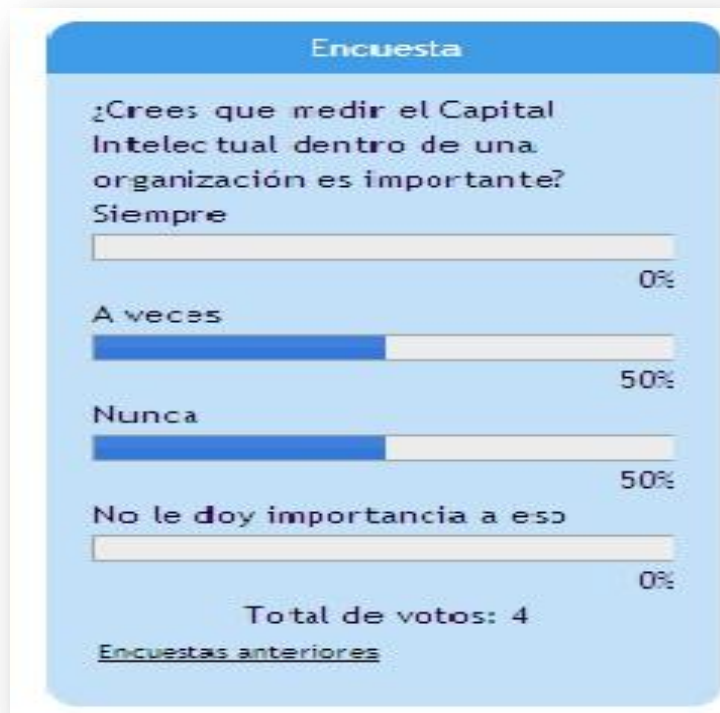 Encuesta
¿Crees que medir el Capital
Intelectual dentro de una
organización es importante?
Siempre
0%
A veces
50%
Nunca
50%
No le doy importancia a eso
0%
Total de votos: 4
Encuestas anteriores